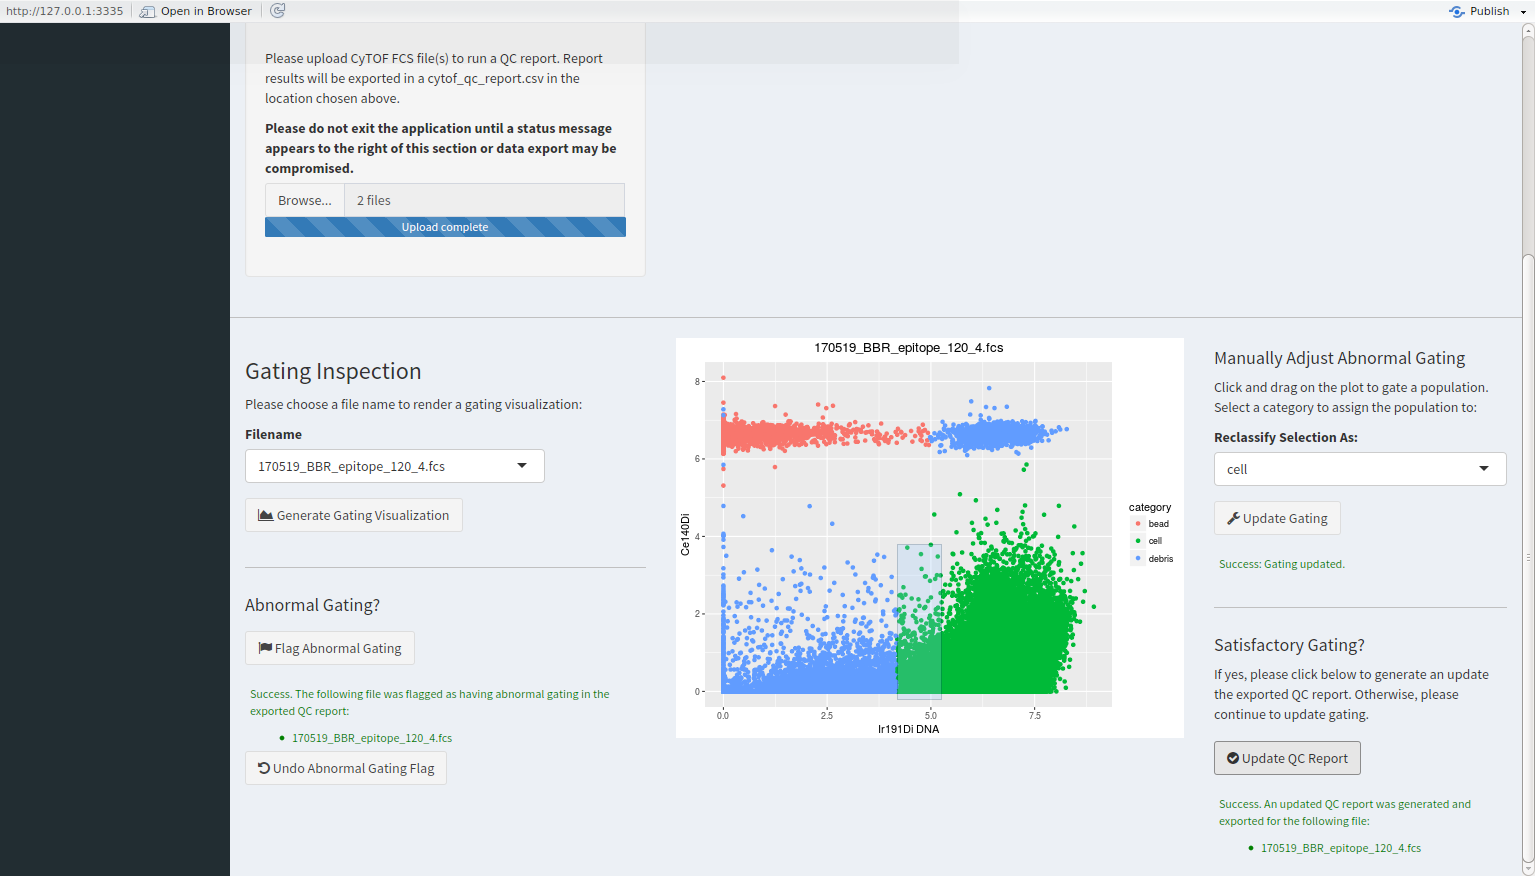 http://127.0.0.1:3335
Open in Browser
Publish
Please upload CyTOF FCS file(s) to run a QC report. Report
results will be exported in a cytof_qc_report.csv in the
location chosen above.
Please do not exit the application until a status message
appears to the right of this section or data export may be
compromised.
Browse...
2 files
Upload complete
Gating Inspection
Please choose a file name to render a gating visualization:
Filename
170519_BBR_epitope_120_4.fcs
Generate Gating Visualization
Abnormal Gating?
Flag Abnormal Gating
Success. The following file was flagged as having abnormal gating in the
exported QC report:
• 170519_BBR_epitope_120_4.fcs
Undo Abnormal Gating Flag
170519_BBR_epitope_120_4.fcs
8
6
4
2
0
Ce140Di
0.0
2.5
5.0
7.5
Ir191Di DNA
category
bead
cell
debris
Manually Adjust Abnormal Gating
Click and drag on the plot to gate a population.
Select a category to assign the population to:
Reclassify Selection As:
cell
Update Gating
Success: Gating updated.
Satisfactory Gating?
If yes, please click below to generate an update
the exported QC report. Otherwise, please
continue to update gating.
Update QC Report
Success. An updated QC report was generated and
exported for the following file:
• 170519_BBR_epitope_120_4.fcs